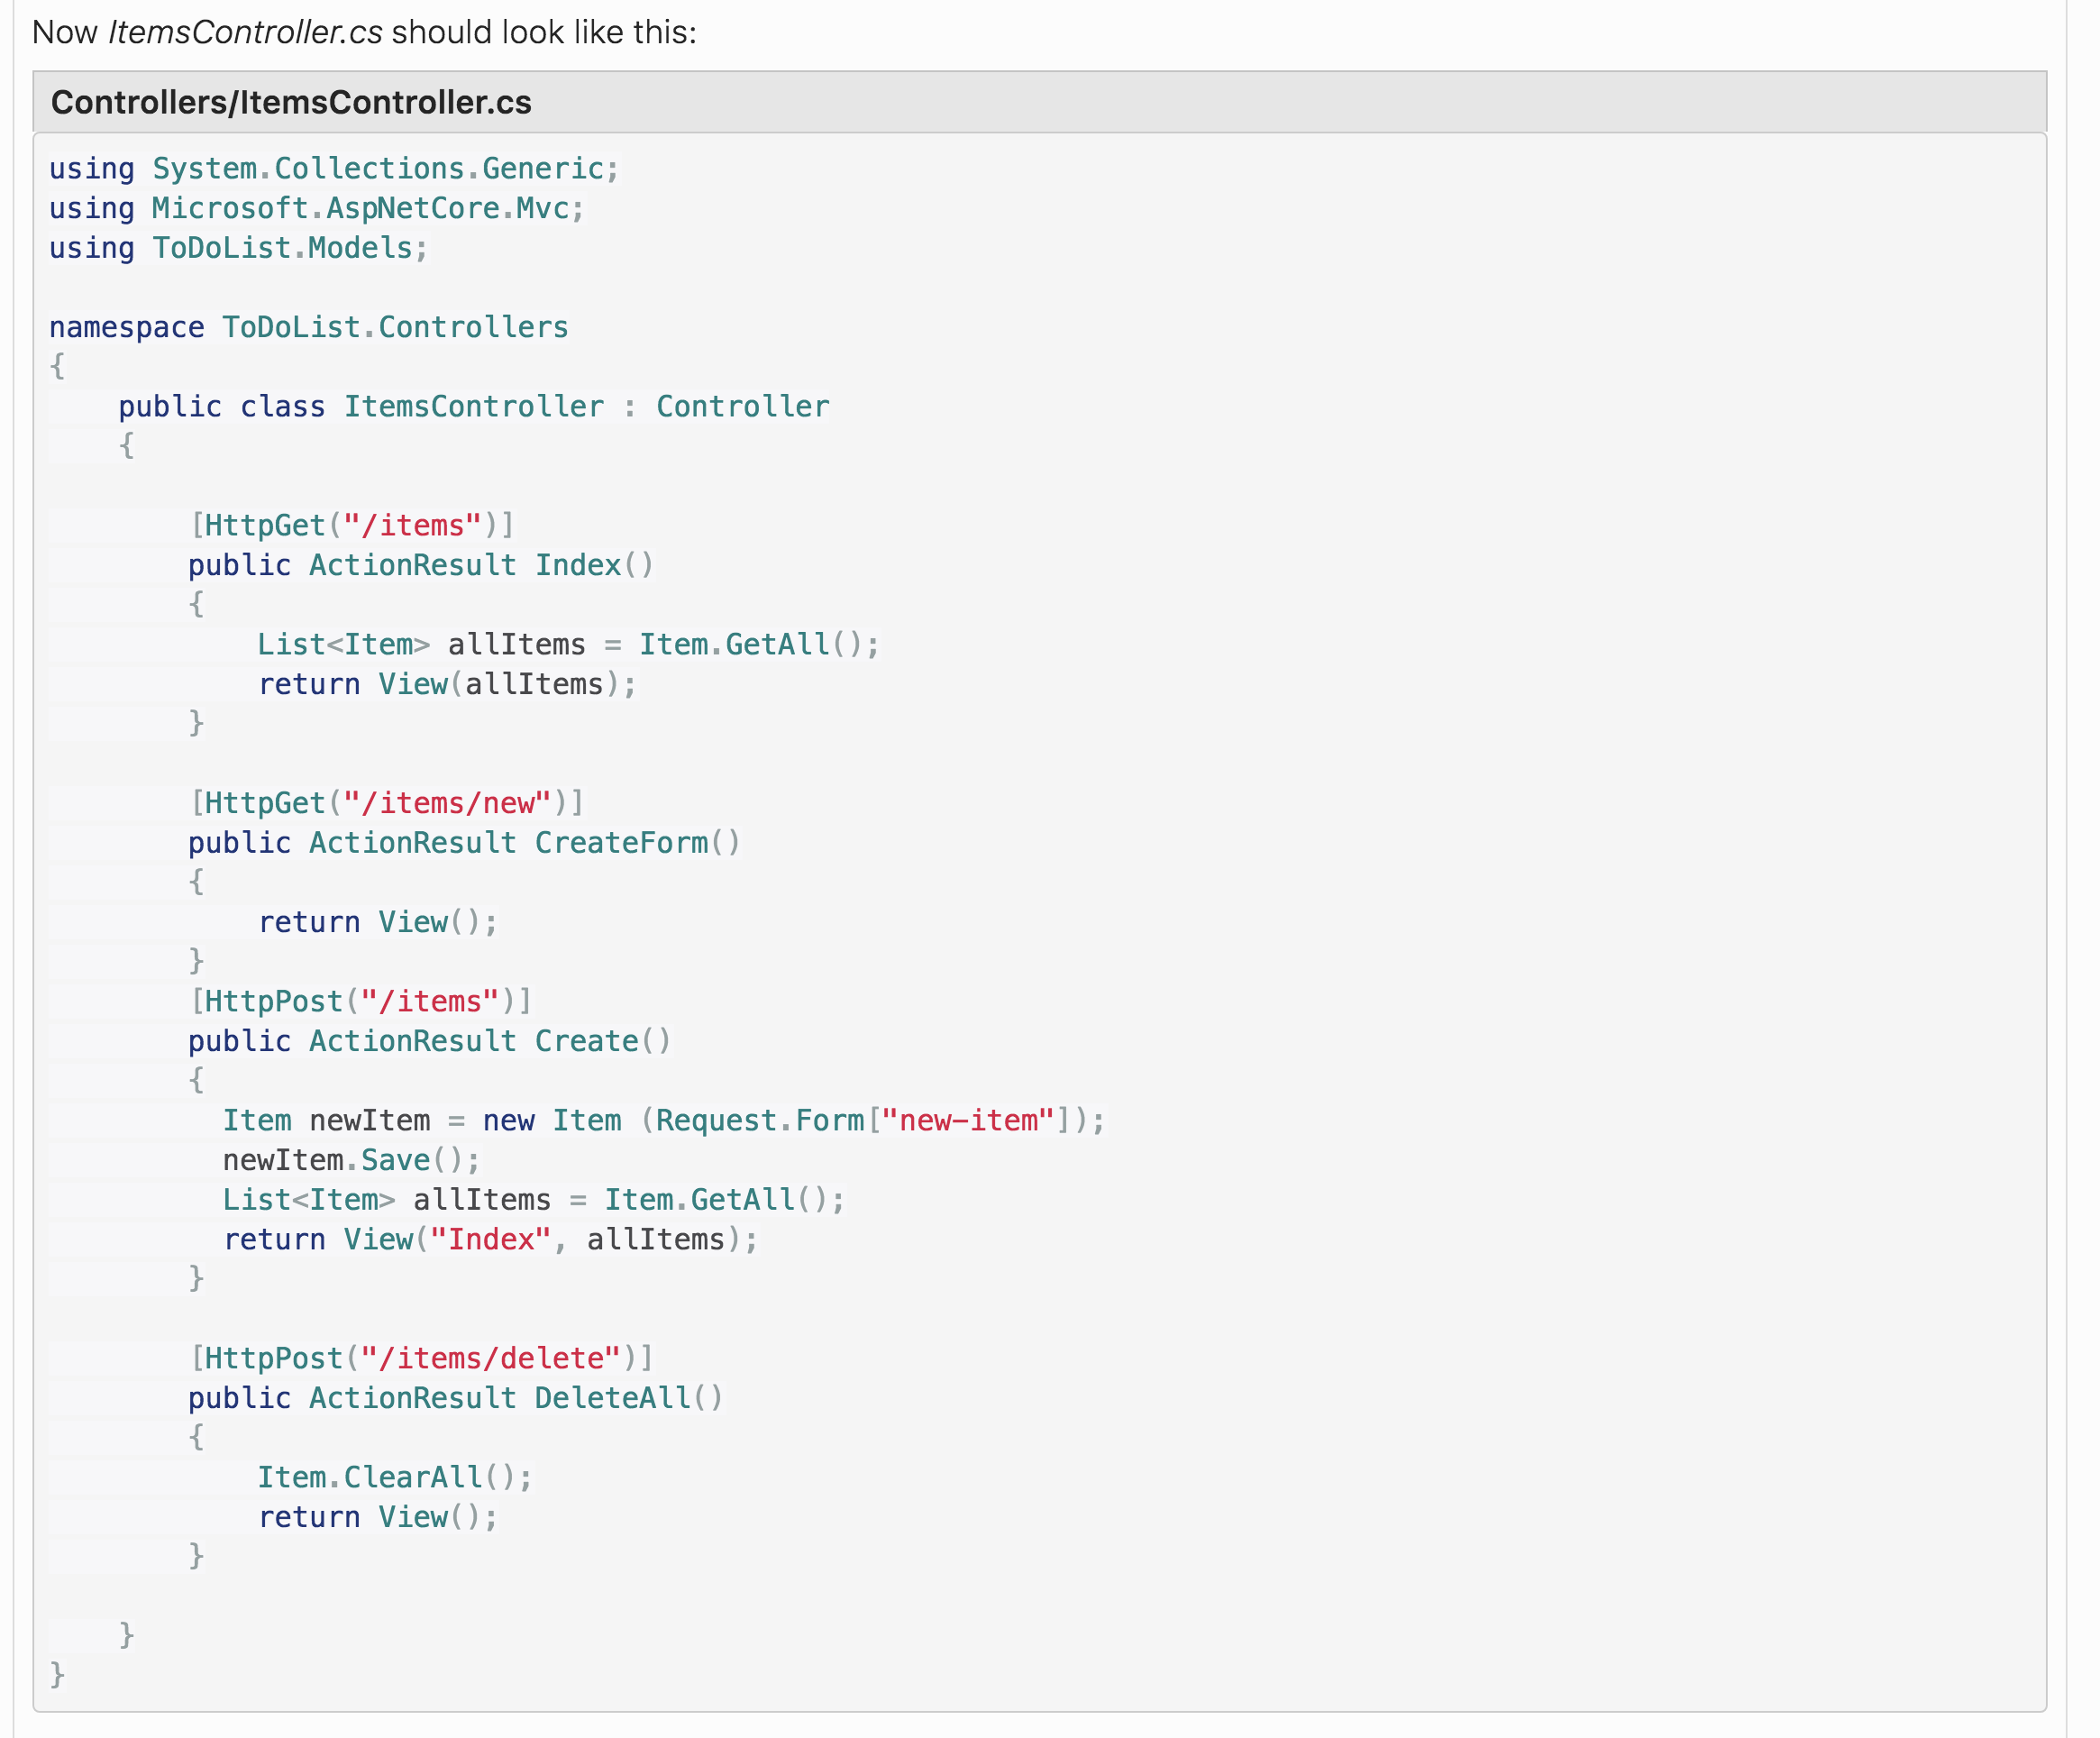 Now ItemsController.cs should look like this:
Controllers/ItemsController.cs
using System.Collections.Generic;
using Microsoft.AspNetCore.Mvc;
using ToDoList.Models;

namespace ToDoList.Controllers
{
    public class ItemsController : Controller
    {

        [HttpGet("/items")]
        public ActionResult Index()
        {
            List<Item> allItems = Item.GetAll();
            return View(allItems);
        }

        [HttpGet("/items/new")]
        public ActionResult CreateForm()
        {
            return View();
        }
        [HttpPost("/items")]
        public ActionResult Create()
        {
          Item newItem = new Item (Request.Form["new-item"]);
          newItem.Save();
          List<Item> allItems = Item.GetAll();
          return View("Index", allItems);
        }

        [HttpPost("/items/delete")]
        public ActionResult DeleteAll()
        {
            Item.ClearAll();
            return View();
        }

    }
}